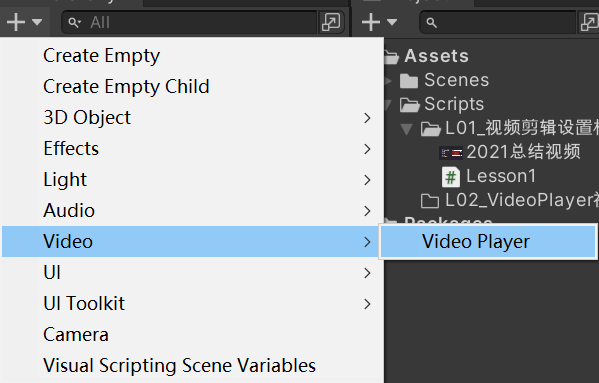 All
Create Empty
Create Empty Child
3D Object
Effects
Light
Audio
Video
UI
UI Toolkit
Camera
Visual Scripting Scene Variables
Video Player
Assets
Scenes
Scripts
L01_视频剪辑设置
2021总结视频
Lesson1
L02_VideoPlayer
Packages